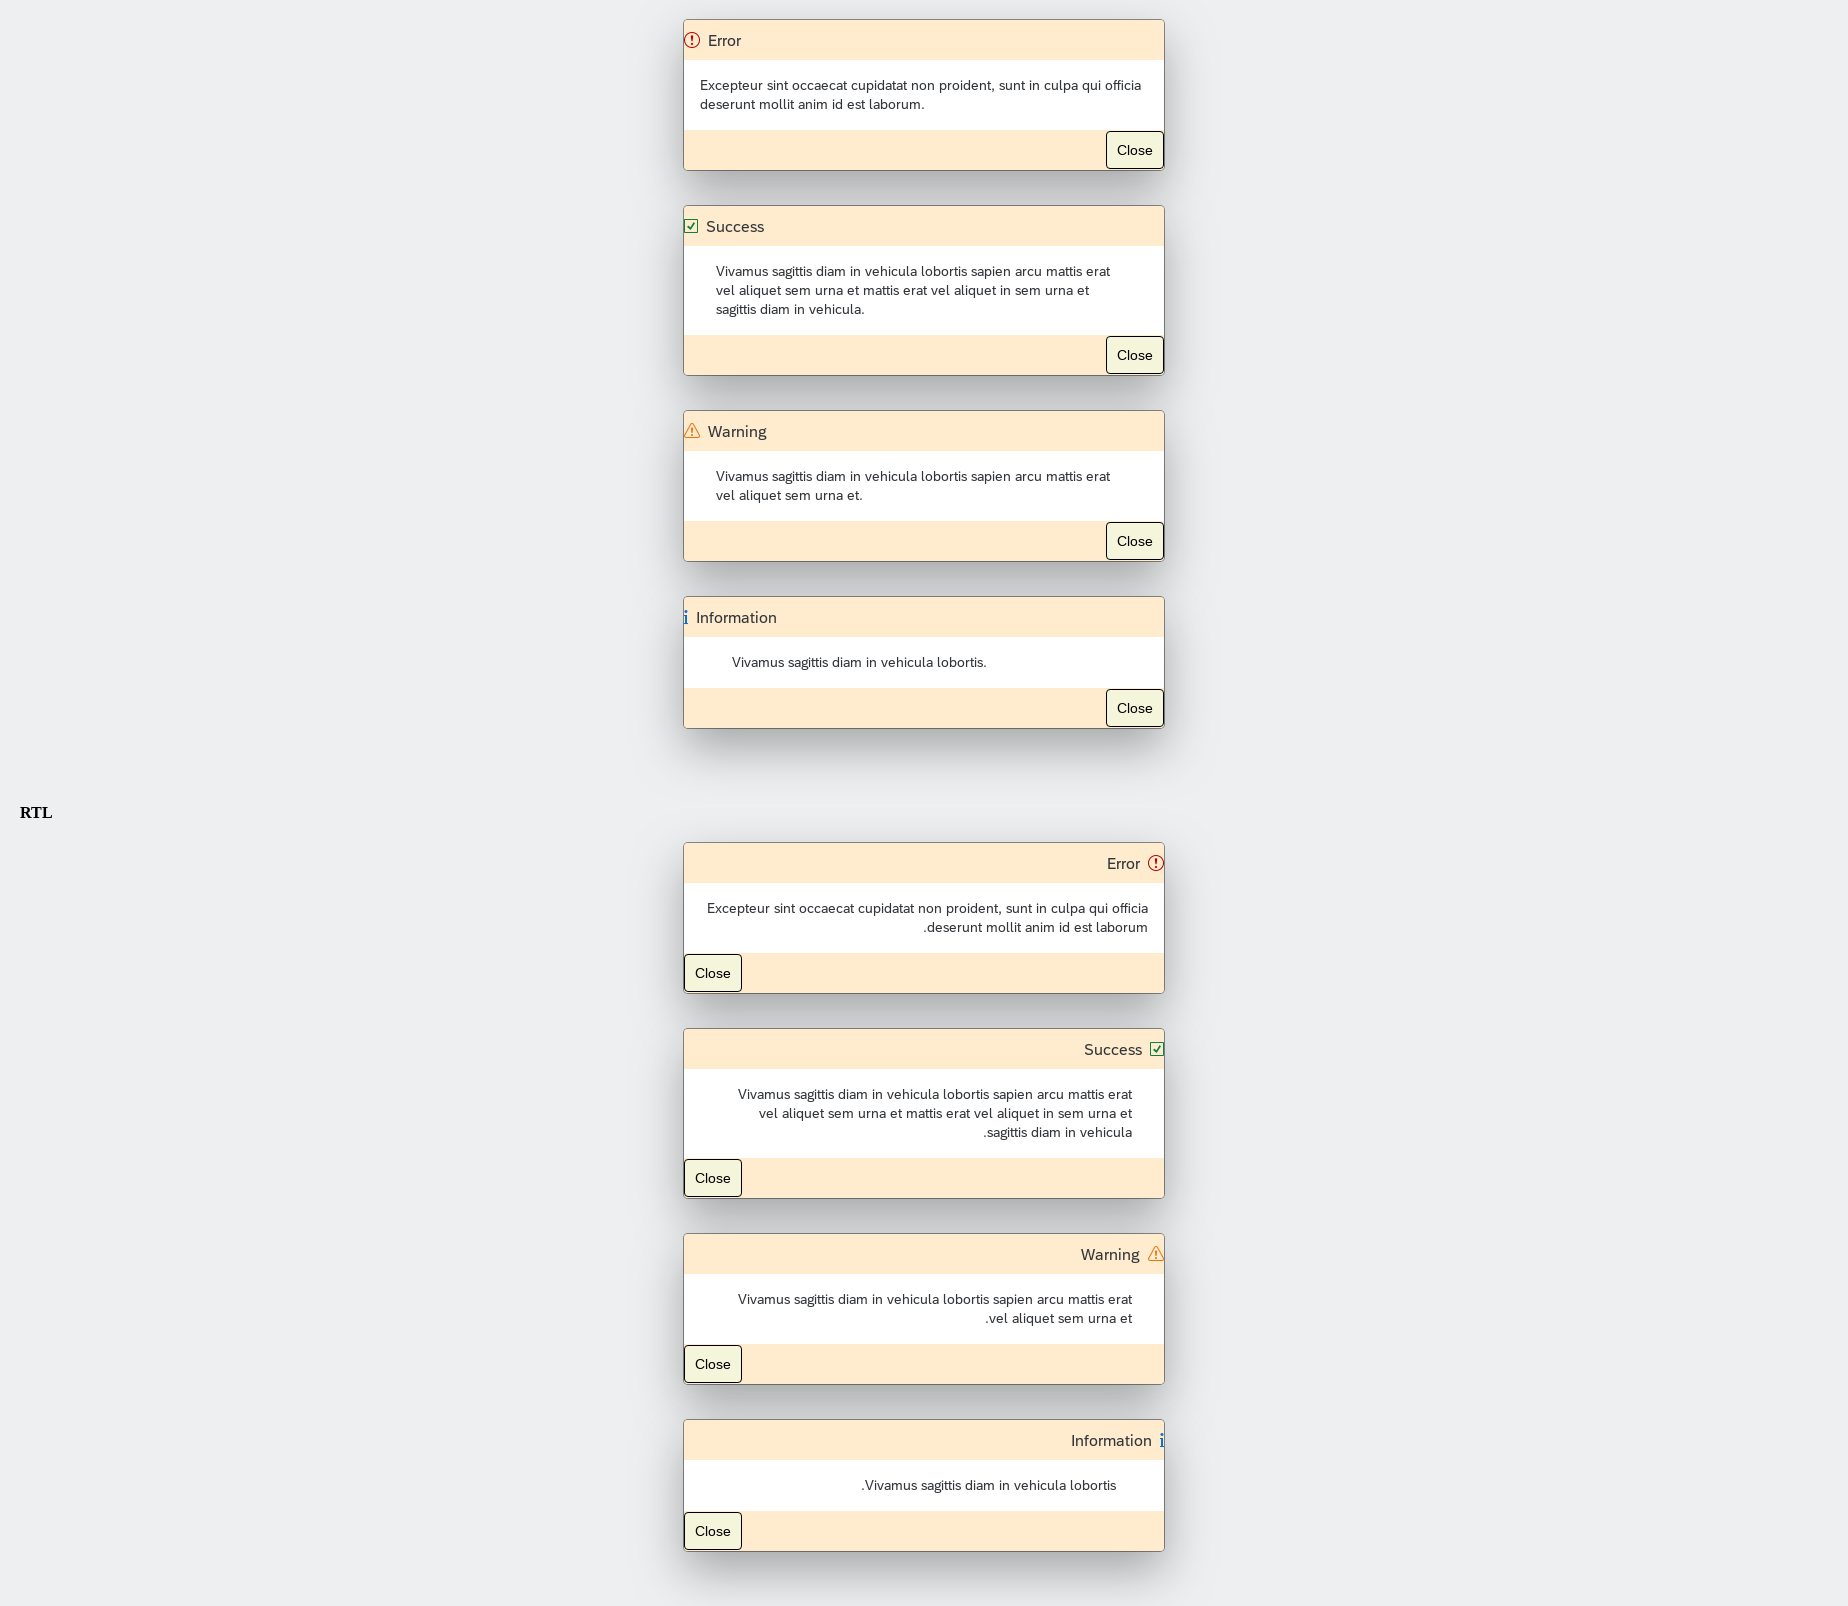 Error
Excepteur sint occaecat cupidatat non proident, sunt in culpa qui officia
deserunt mollit anim id est laborum.
Close
Success
Vivamus sagittis diam in vehicula lobortis sapien arcu mattis erat
vel aliquet sem urna et mattis erat vel aliquet in sem urna et
sagittis diam in vehicula.
Close
Warning
Vivamus sagittis diam in vehicula lobortis sapien arcu mattis erat
vel aliquet sem urna et.
Close
Information
Vivamus sagittis diam in vehicula lobortis.
Close
RTL
Error
Excepteur sint occaecat cupidatat non proident, sunt in culpa qui officia
.deserunt mollit anim id est laborum
Close
Success
Vivamus sagittis diam in vehicula lobortis sapien arcu mattis erat
vel aliquet sem urna et mattis erat vel aliquet in sem urna et
.sagittis diam in vehicula
Close
Warning
Vivamus sagittis diam in vehicula lobortis sapien arcu mattis erat
.vel aliquet sem urna et
Close
Information
.Vivamus sagittis diam in vehicula lobortis
Close